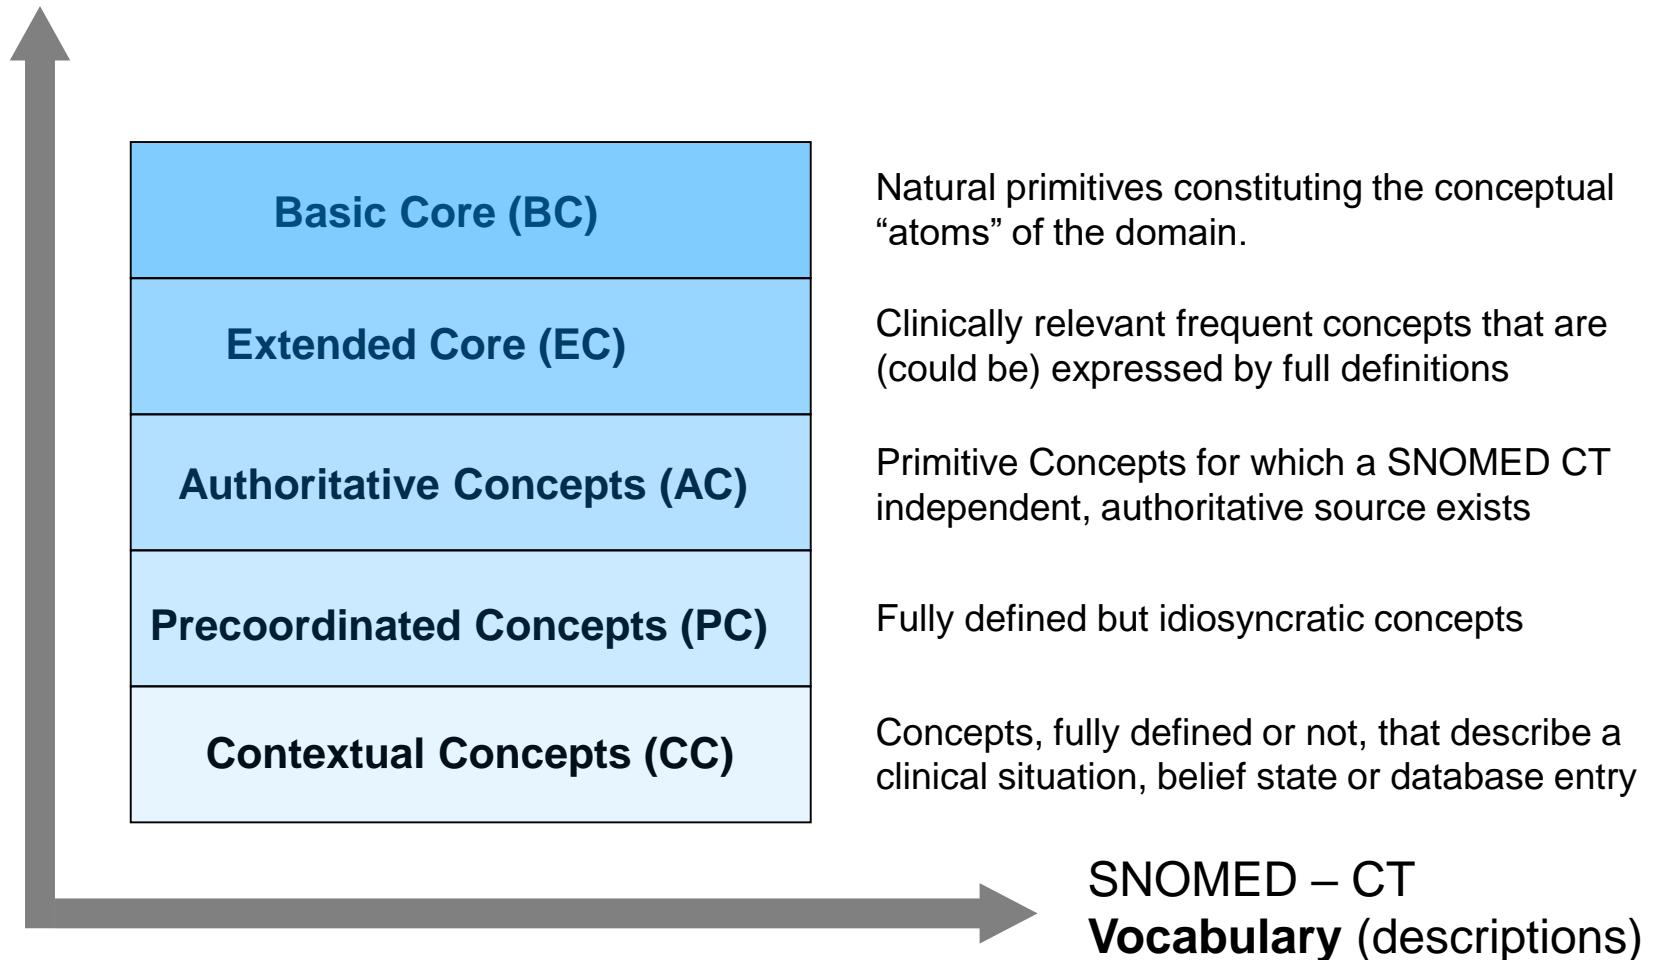 Basic Core (BC)
Natural primitives constituting the conceptual
“atoms” of the domain.
Extended Core (EC)
Clinically relevant frequent concepts that are
(could be) expressed by full definitions
Authoritative Concepts (AC)
Primitive Concepts for which a SNOMED CT
independent, authoritative source exists
Precoordinated Concepts (PC)
Fully defined but idiosyncratic concepts
Contextual Concepts (CC)
Concepts, fully defined or not, that describe a
clinical situation, belief state or database entry
SNOMED – CT
Vocabulary (descriptions)